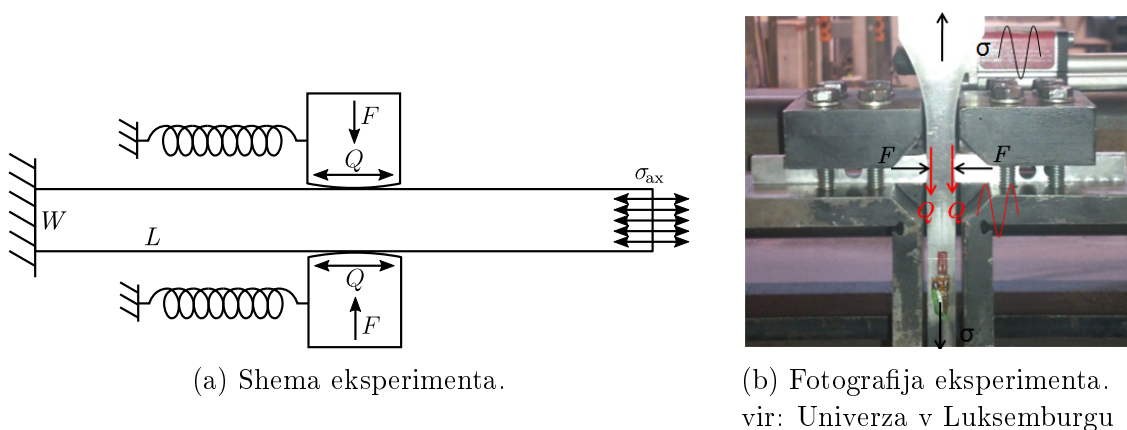 F
Q
σax
W
L
Q
F
(a) Shema eksperimenta.
σ
F
F
Q
Q
σ
(b) Fotografija eksperimenta.
vir: Univerza v Luksemburgu